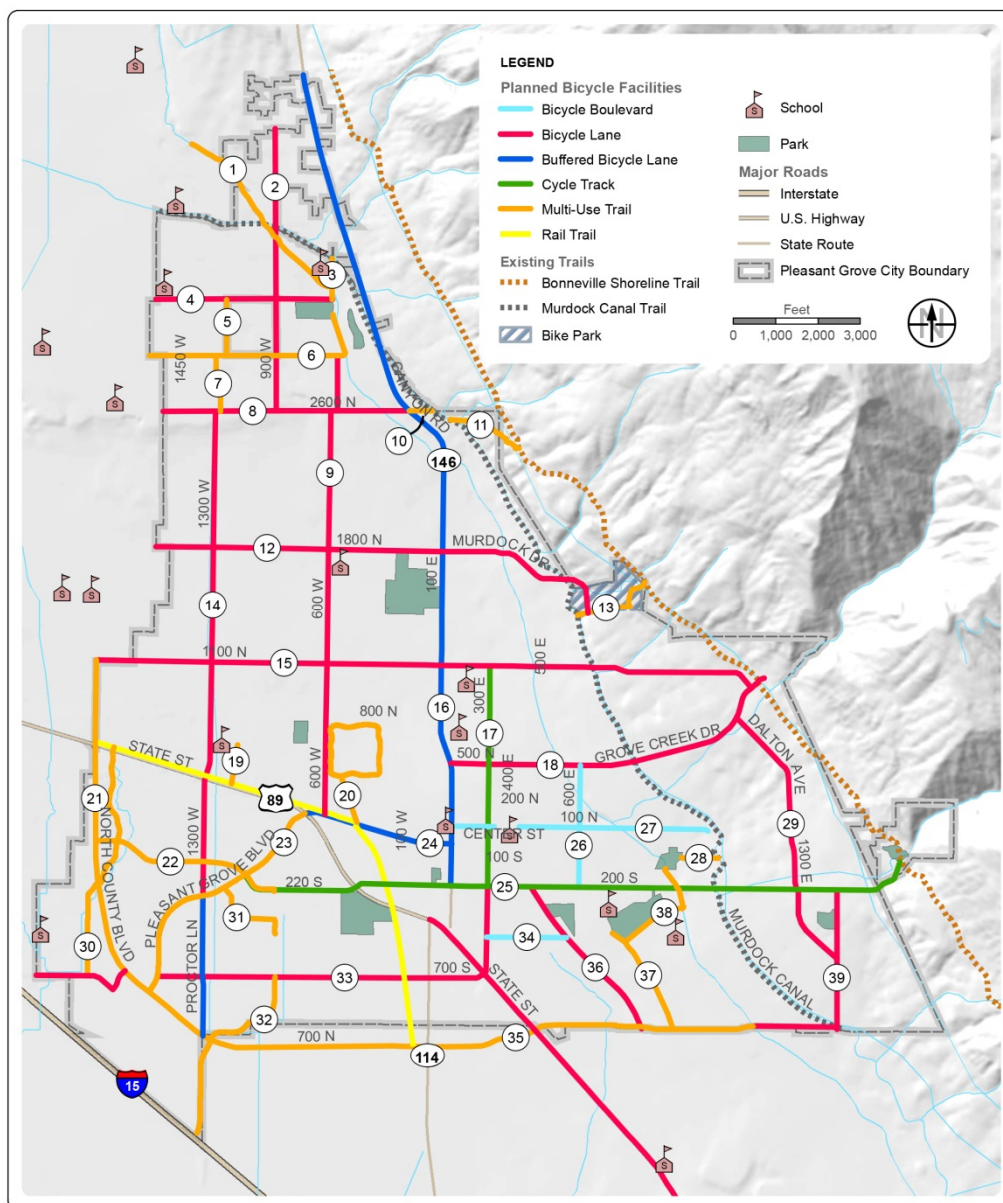 LEGEND
Planned Bicycle Facilities
Bicycle Boulevard
Bicycle Lane
Buffered Bicycle Lane
Cycle Track
Multi-Use Trail
Rail Trail
Existing Trails
Bonneville Shoreline Trail
Murdock Canal Trail
Bike Park
S
School
Park
Major Roads
Interstate
U.S. Highway
State Route
Pleasant Grove City Boundary
Feet
0 1,000 2,000 3,000
N
S
S
S
S
S
S
1
2
3
4
5
6
7
1450 W
900 W
CANYON RD
2600 N
8
10
11
9
146
1300 W
12
1800 N
MURDOCK DR
S
S
S
600 W
100 E
13
14
1100 N
15
500 E
S
300 E
16
17
800 N
S
S
STATE ST
19
500 N
18
GROVE CREEK DR
DALTON AVE
600 W
400 E
600 E
200 N
20
21
89
NORTH COUNTY BLVD
1300 W
100 W
S
S
CENTER ST
100 N
27
29
1300 E
24
23
22
26
28
100 S
PLEASANT GROVE BLVD
220 S
25
200 S
31
S
38
S
S
30
34
36
37
39
MURDOCK CANAL
PROCTOR LN
33
700 S
STATE ST
32
700 N
35
114
15
S